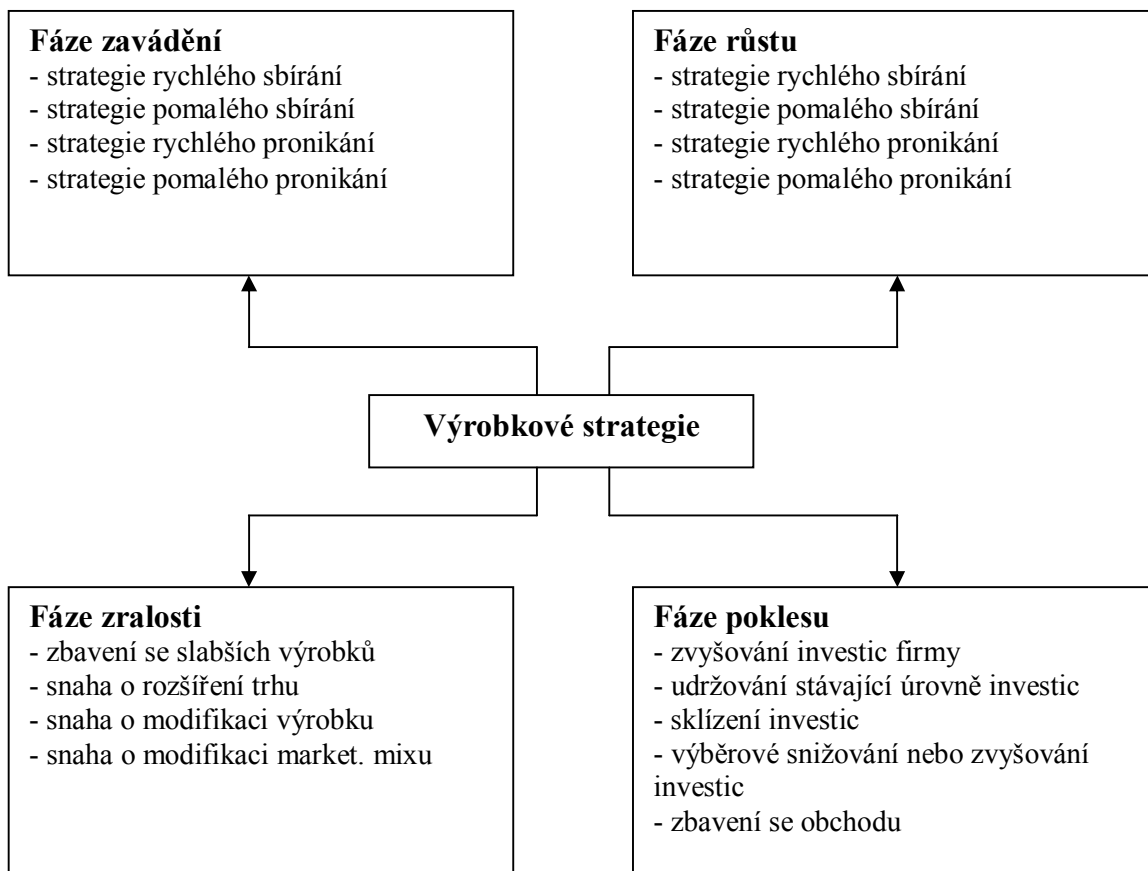 Fáze zavádění
- strategie rychlého sbírání
- strategie pomalého sbírání
- strategie rychlého pronikání
- strategie pomalého pronikání
Fáze růstu
- strategie rychlého sbírání
- strategie pomalého sbírání
- strategie rychlého pronikání
- strategie pomalého pronikání
Výrobkové strategie
Fáze zralosti
- zbavení se slabších výrobků
- snaha o rozšíření trhu
- snaha o modifikaci výrobku
- snaha o modifikaci market. mixu
Fáze poklesu
- zvyšování investic firmy
- udržování stávající úrovně investic
- sklízení investic
- výběrové snižování nebo zvyšování
investic
- zbavení se obchodu